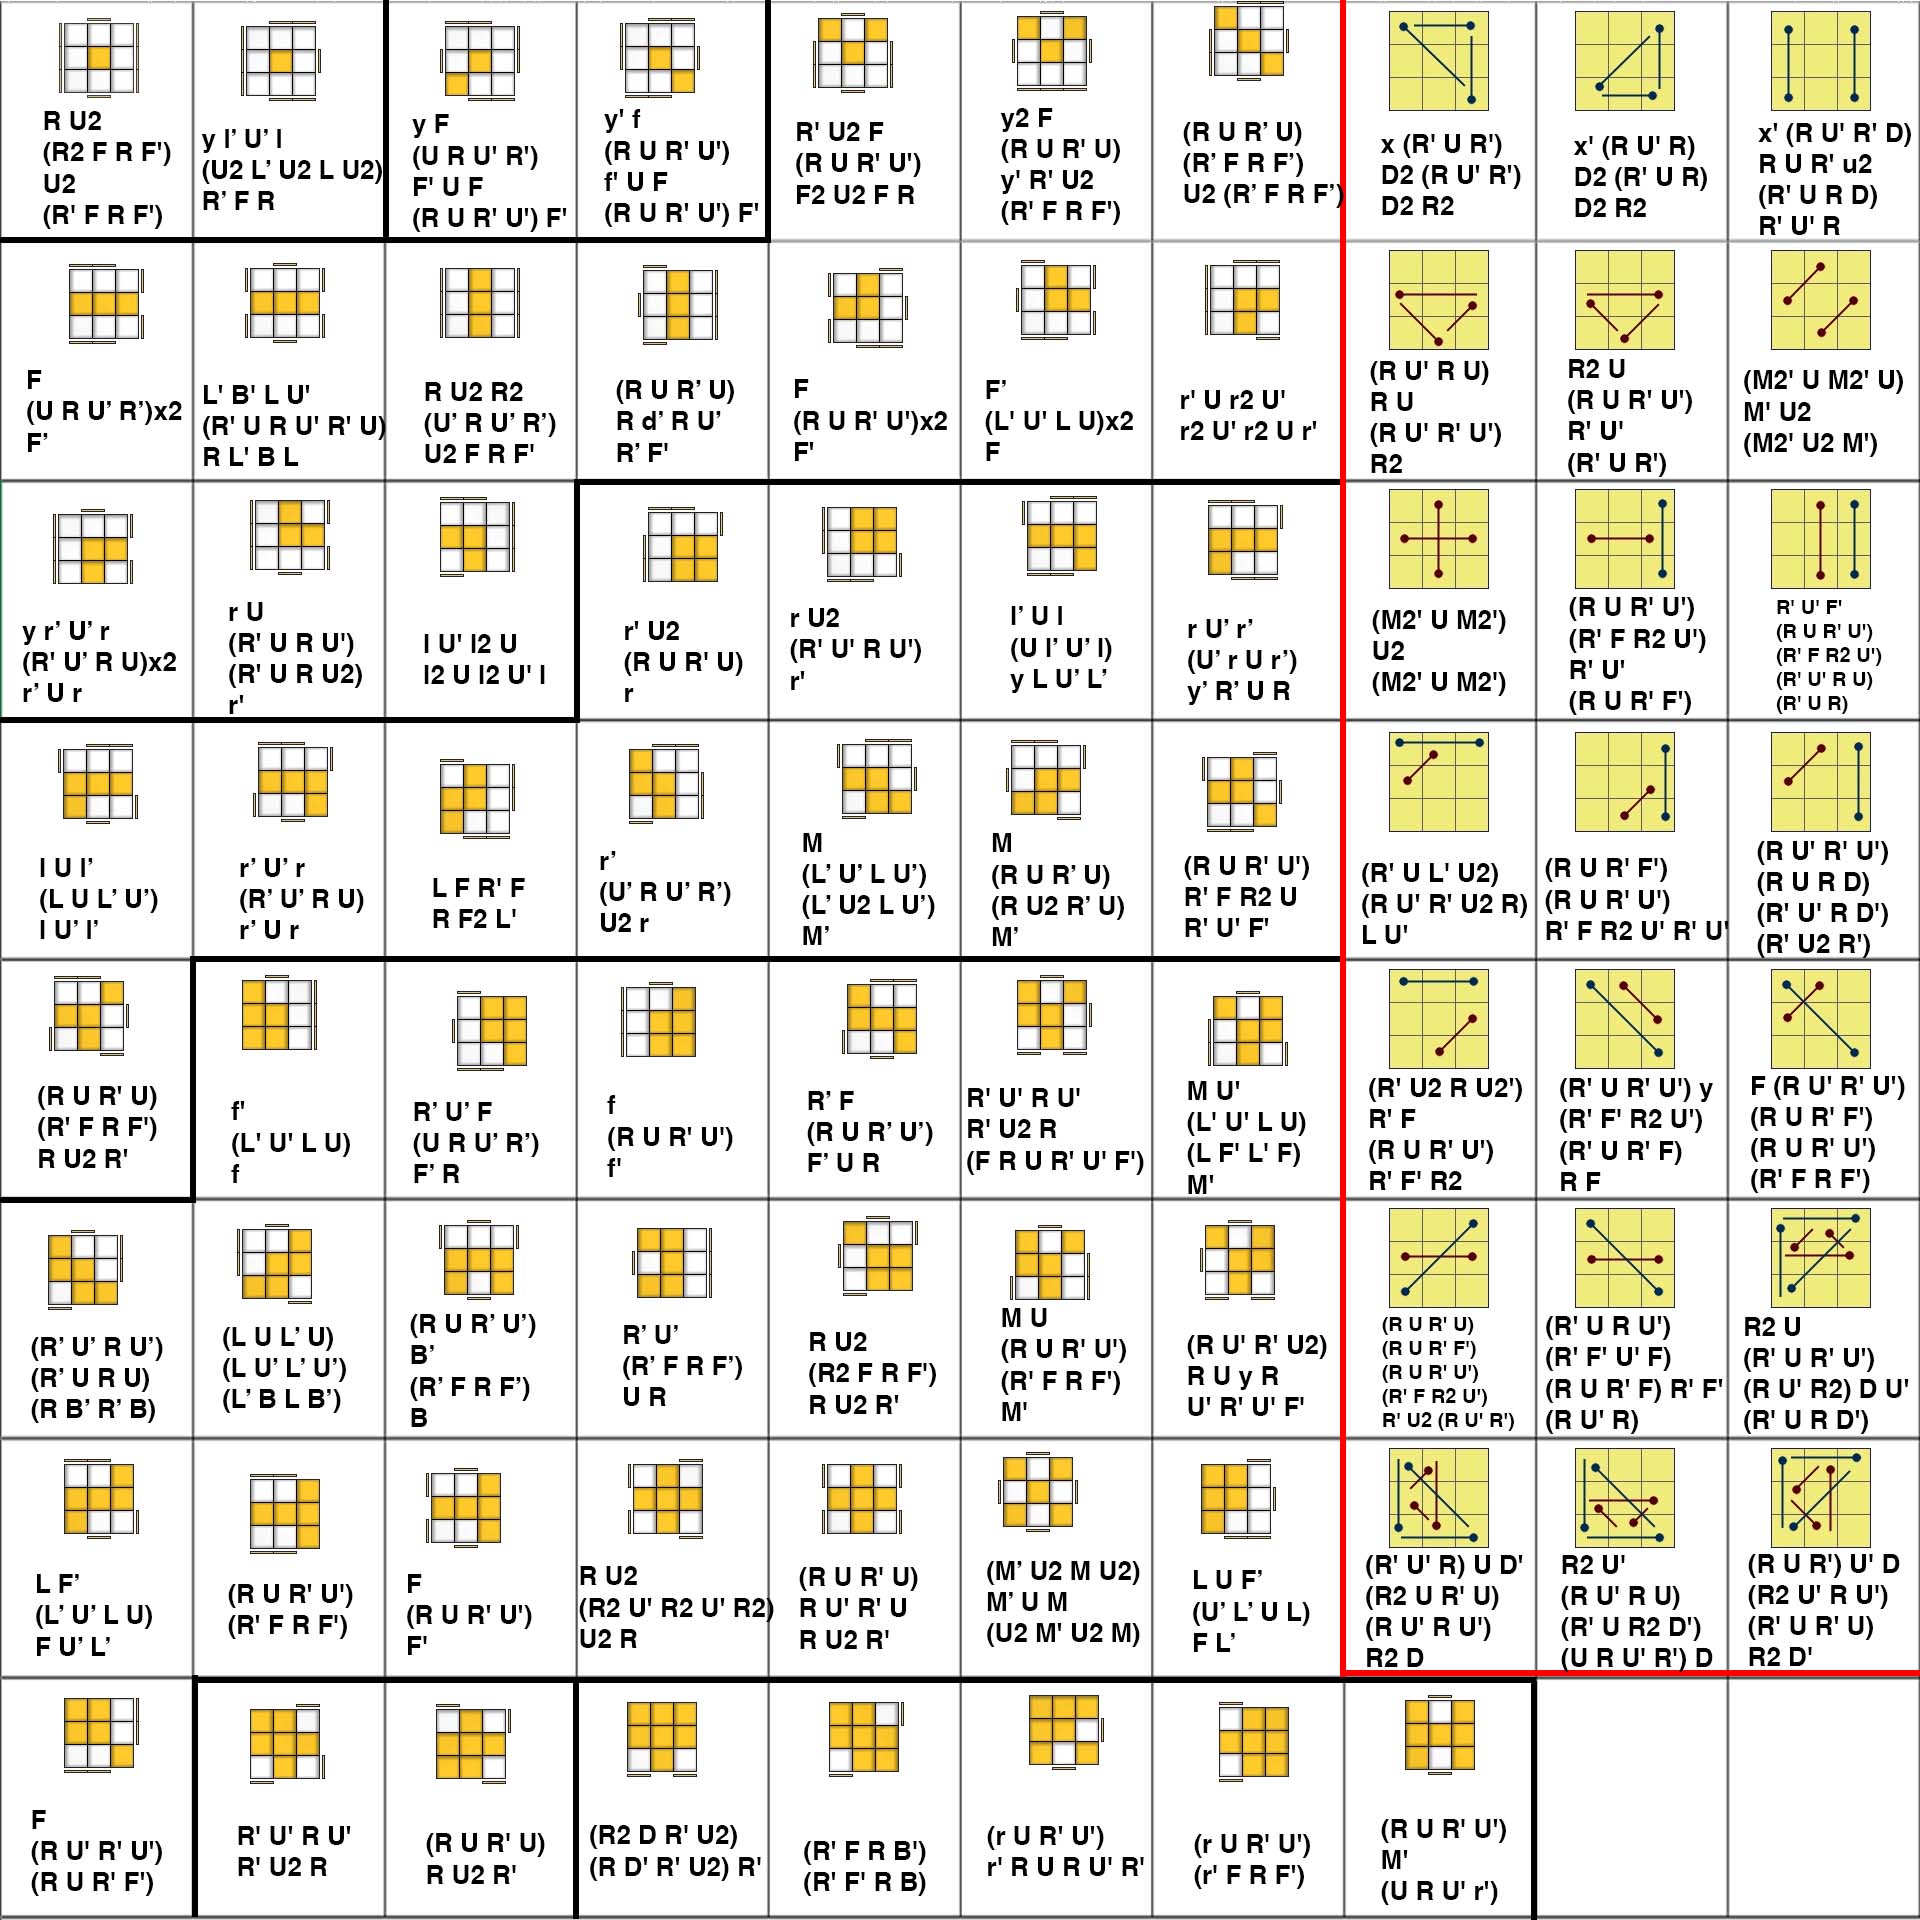 R U2
(R2 F R F')
U2
(R' F R F')
y l’ U’ l
(U2 L’ U2 L U2)
R’ F R
y F
(U R U' R')
F' U F
(R U R' U') F'
y' f
(R U R' U')
f' U F
(R U R' U') F'
R' U2 F
(R U R' U')
F2 U2 F R
y2 F
(R U R' U)
y' R' U2
(R' F R F')
(R U R’ U)
(R’ F R F’)
U2 (R’ F R F’)
x (R' U R')
D2 (R U' R')
D2 R2
x' (R U' R)
D2 (R' U R)
D2 R2
x' (R U' R' D)
R U R' u2
(R' U R D)
R' U' R
F
(U R U’ R’)x2
F’
L' B' L U'
(R' U R U' R' U)
R L' B L
R U2 R2
(U’ R U’ R’)
U2 F R F'
(R U R’ U)
R d’ R U’
R’ F'
F
(R U R' U')x2
F'
F’
(L' U' L U)x2
F
r' U r2 U'
r2 U' r2 U r'
(R U' R U)
R U
(R U' R' U')
R2
R2 U
(R U R' U')
R' U'
(R' U R')
(M2' U M2' U)
M' U2
(M2' U2 M')
y r’ U’ r
(R' U’ R U)x2
r’ U r
r U
(R' U R U')
(R' U R U2)
r'
l U' l2 U
l2 U l2 U' l
r' U2
(R U R' U)
r
r U2
(R' U' R U')
r'
l’ U l
(U l’ U’ l)
y L U’ L’
r U’ r’
(U’ r U r’)
y’ R’ U R
(M2' U M2')
U2
(M2' U M2')
(R U R' U')
(R' F R2 U')
R' U'
(R U R' F')
R' U' F'
(R U R' U')
(R' F R2 U')
(R' U' R U)
(R' U R)
l U l’
(L U L’ U’)
l U’ l’
r’ U’ r
(R’ U’ R U)
r’ U r
L F R' F
R F2 L'
r’
(U’ R U’ R’)
U2 r
M
(L’ U’ L U’)
(L’ U2 L U’)
M’
M
(R U R’ U)
(R U2 R’ U)
M’
(R U R' U')
R' F R2 U
R' U' F'
(R' U L' U2)
(R U' R' U2 R)
L U'
(R U R' F')
(R U R' U')
R' F R2 U' R' U'
(R U' R' U')
(R U R D)
(R' U' R D')
(R' U2 R')
(R U R' U)
(R' F R F')
R U2 R'
f'
(L' U' L U)
f
R’ U’ F
(U R U’ R’)
F’ R
f
(R U R' U')
f'
R’ F
(R U R’ U’)
F’ U R
R' U' R U'
R' U2 R
(F R U R' U' F')
M U'
(L' U' L U)
(L F' L' F)
M'
(R' U2 R U2')
R' F
(R U R' U')
R' F' R2
(R' U R' U') y
(R' F' R2 U')
(R' U R' F)
R F
F (R U' R' U')
(R U R' F')
(R U R' U')
(R' F R F')
(R’ U’ R U’)
(R’ U R U)
(R B’ R’ B)
(L U L’ U)
(L U’ L’ U’)
(L’ B L B’)
(R U R’ U’)
B’
(R’ F R F’)
B
R’ U’
(R’ F R F’)
U R
R U2
(R2 F R F')
R U2 R'
M U
(R U R' U')
(R' F R F')
M'
(R U' R' U2)
R U y R
U' R' U' F'
(R U R' U)
(R U R' F')
(R U R' U')
(R' F R2 U')
R' U2 (R U' R')
(R' U R U')
(R' F' U' F)
(R U R' F) R' F'
(R U' R)
R2 U
(R' U R' U')
(R U' R2) D U'
(R' U R D')
L F’
(L’ U’ L U)
F U’ L’
(R U R' U')
(R' F R F')
F
(R U R' U')
F'
R U2
(R2 U' R2 U' R2)
U2 R
(R U R' U)
R U' R' U
R U2 R'
(M’ U2 M U2)
M’ U M
(U2 M' U2 M)
L U F’
(U’ L’ U L)
F L’
(R' U' R) U D'
(R2 U R' U)
(R U' R U')
R2 D
R2 U'
(R U' R U)
(R' U R2 D')
(U R U' R') D
(R U R') U' D
(R2 U' R U')
(R' U R' U)
R2 D'
F
(R U' R' U')
(R U R' F')
R' U' R U'
R' U2 R
(R U R' U)
R U2 R'
(R2 D R' U2)
(R D' R' U2) R'
(R' F R B')
(R' F' R B)
(r U R' U')
r' R U R U' R'
(r U R' U')
(r' F R F')
(R U R' U')
M'
(U R U' r')